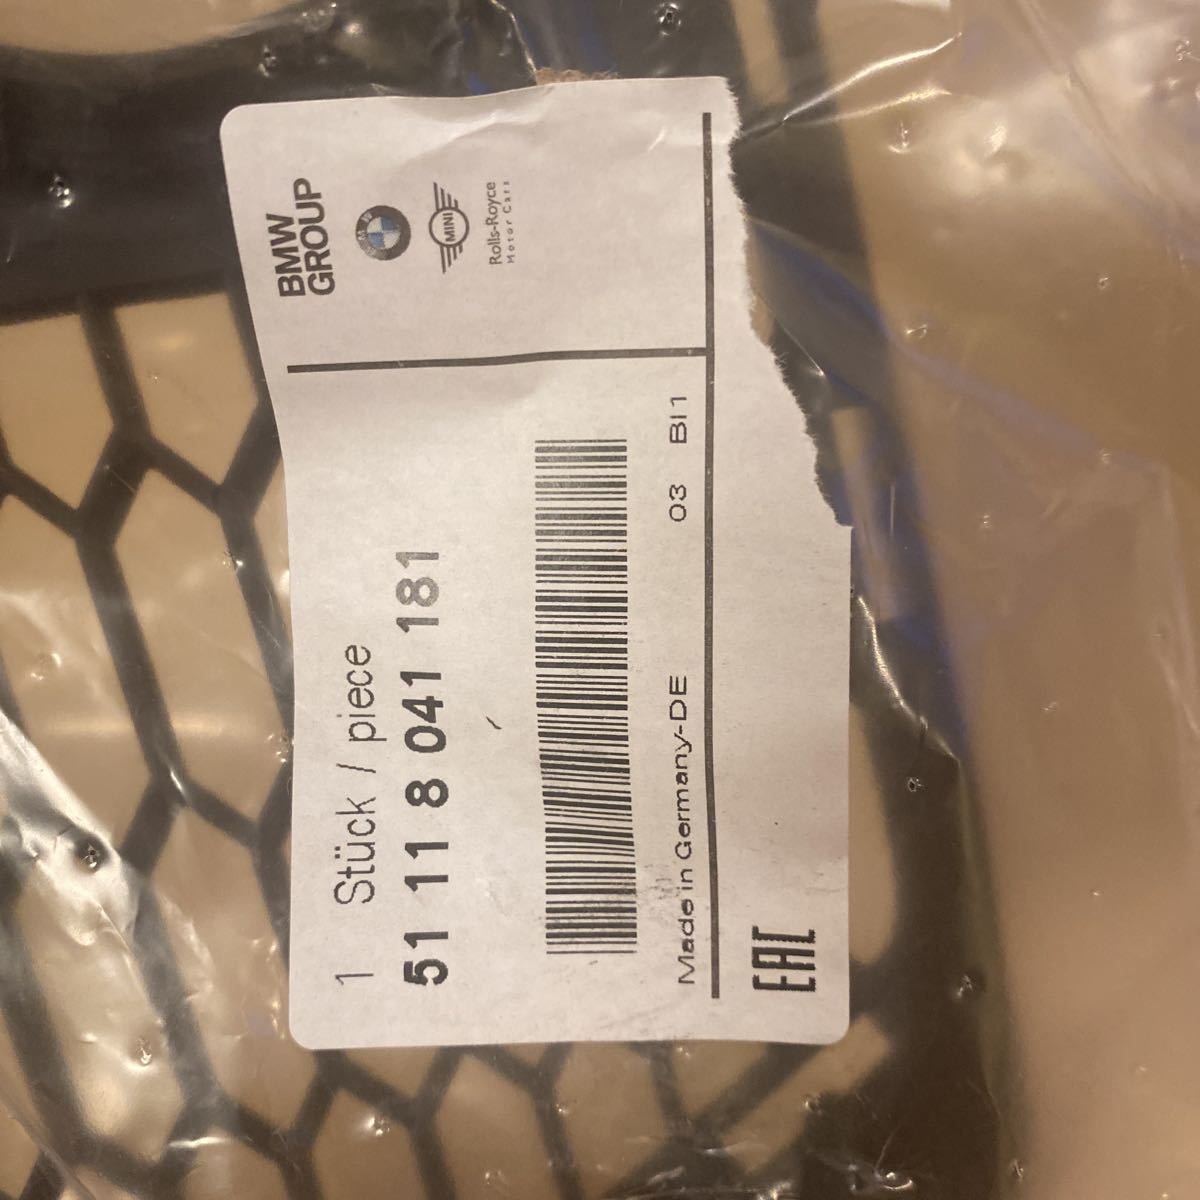 BMW
GROUP
MINI
Rolls-Royce
Motor Cars
1 Stück / piece
51 11 8 041 181
Made in Germany-DE 03 BI1
EAC